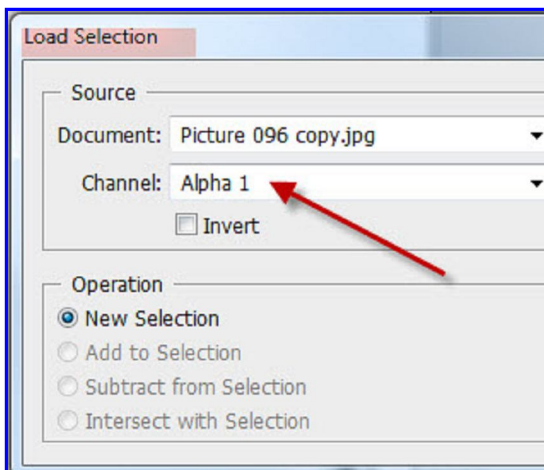 Load Selection
Source
Document: Picture 096 copy.jpg
Channel: Alpha 1
Invert
Operation
New Selection
Add to Selection
Subtract from Selection
Intersect with Selection